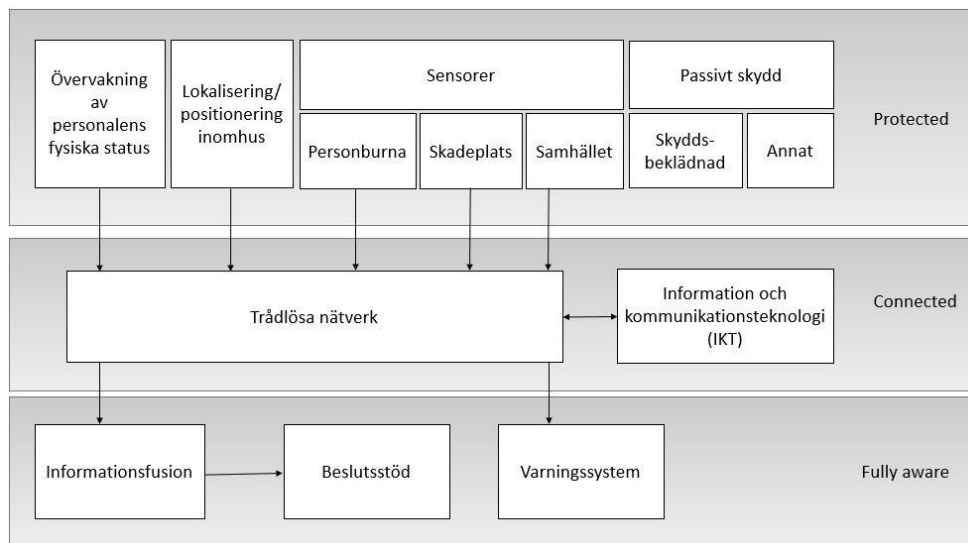 Övervakning
av
personalens
fysiska status
Lokalisering/
positionering
inomhus
Sensorer
Personburna
Skadeplats
Samhället
Passivt skydd
Skydds-
beklädnad
Annat
Protected
Trådlösa nätverk
Information och
kommunikationsteknologi
(IKT)
Connected
Informationsfusion
Beslutsstöd
Varningssystem
Fully aware